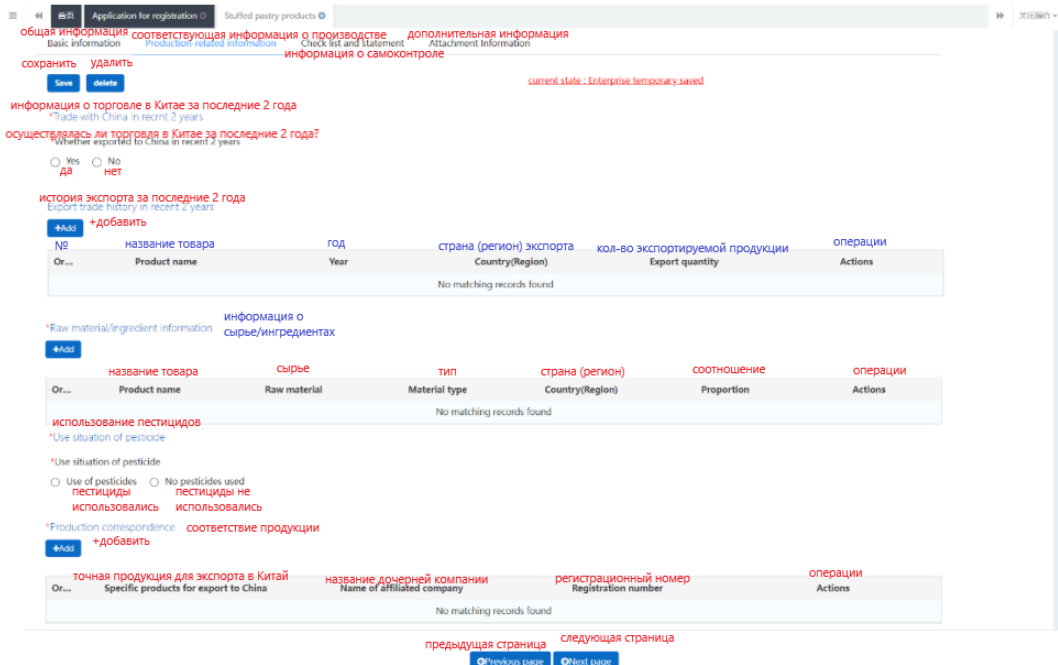 首页 Application for registration Stuffed pastry products 关闭操作
общая информация соответствующая информация о производстве дополнительная информация
Basic information Production-related information Check list and statement Attachment Information
информация о самоконтроле
сохранить удалить
Save delete current state : Enterprise temporary saved
информация о торговле в Китае за последние 2 года
*Trade with China in recrnt 2 years
осуществлялась ли торговля в Китае за последние 2 года?
*Whether exported to China in recent 2 years
Yes No
да нет
история экспорта за последние 2 года
Export trade history in recent 2 years
+Add +добавить
№ название товара год страна (регион) экспорта кол-во экспортируемой продукции операции
Or... Product name Year Country(Region) Export quantity Actions
No matching records found
информация о
*Raw material/ingredient information сырье/ингредиентах
+Add
название товара сырье тип страна (регион) соотношение операции
Or... Product name Raw material Material type Country(Region) Proportion Actions
No matching records found
использование пестицидов
*Use situation of pesticide
*Use situation of pesticide
Use of pesticides No pesticides used
пестициды пестициды не
использовались использовались
*Production correspondence соответствие продукции
+Add +добавить
точная продукция для экспорта в Китай название дочерней компании регистрационный номер операции
Or... Specific products for export to China Name of affiliated company Registration number Actions
No matching records found
предыдущая страница следующая страница
Previous page Next page